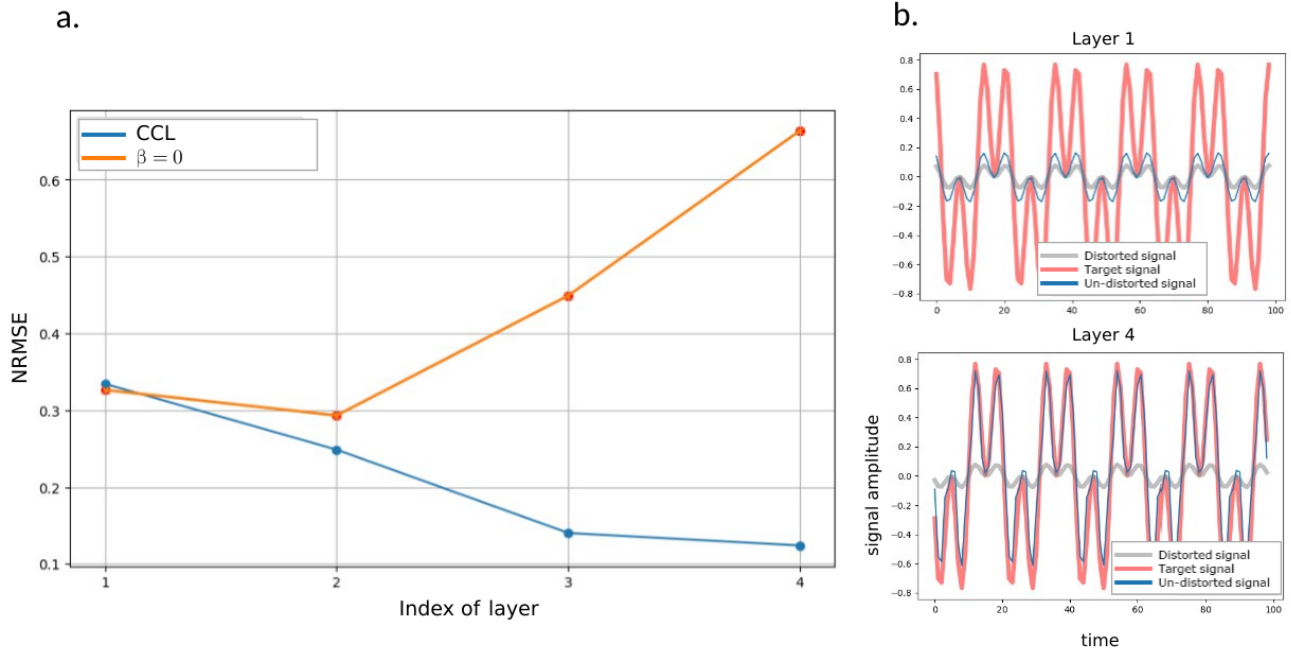 a.
CCL
β = 0
0.6
0.5
0.4
0.3
0.2
0.1
NRMSE
1
2
3
4
Index of layer
b.
Layer 1
0.8
0.6
0.4
0.2
0.0
−0.2
−0.4
−0.6
−0.8
Distorted signal
Target signal
Un-distorted signal
0
20
40
60
80
100
Layer 4
0.8
0.6
0.4
0.2
0.0
−0.2
−0.4
−0.6
−0.8
signal amplitude
Distorted signal
Target signal
Un-distorted signal
0
20
40
60
80
100
time